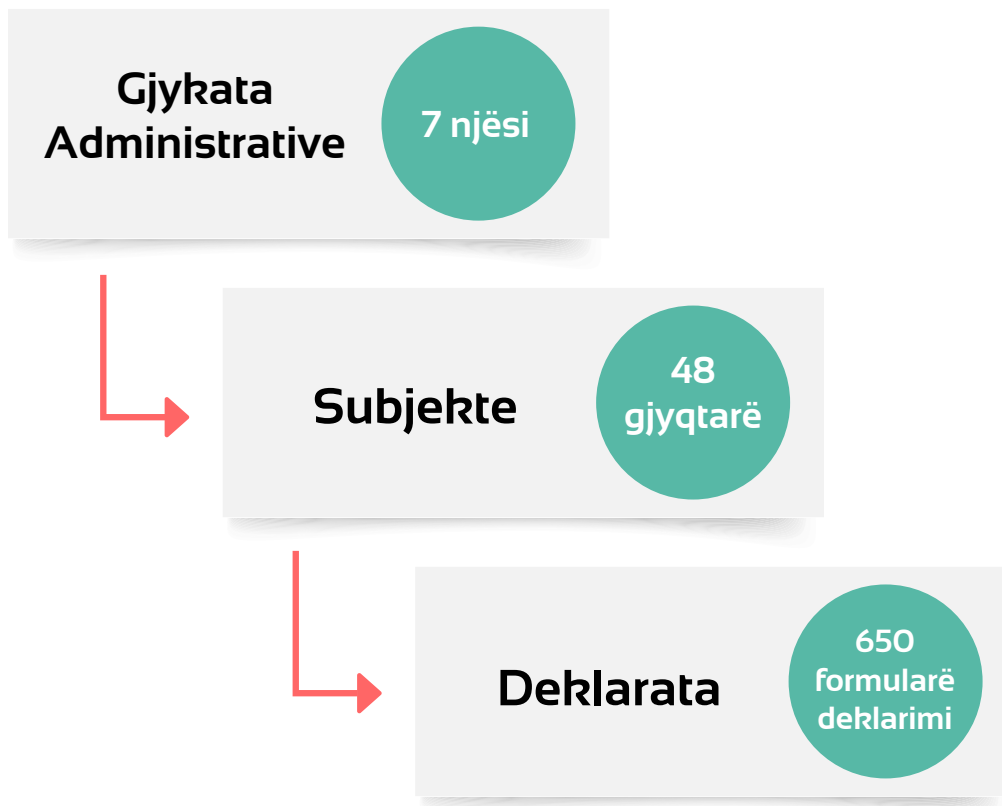 Gjykata
Administrative
7 njësi
Subjekte
48
gjyqtarë
Deklarata
650
formularë
deklarimi